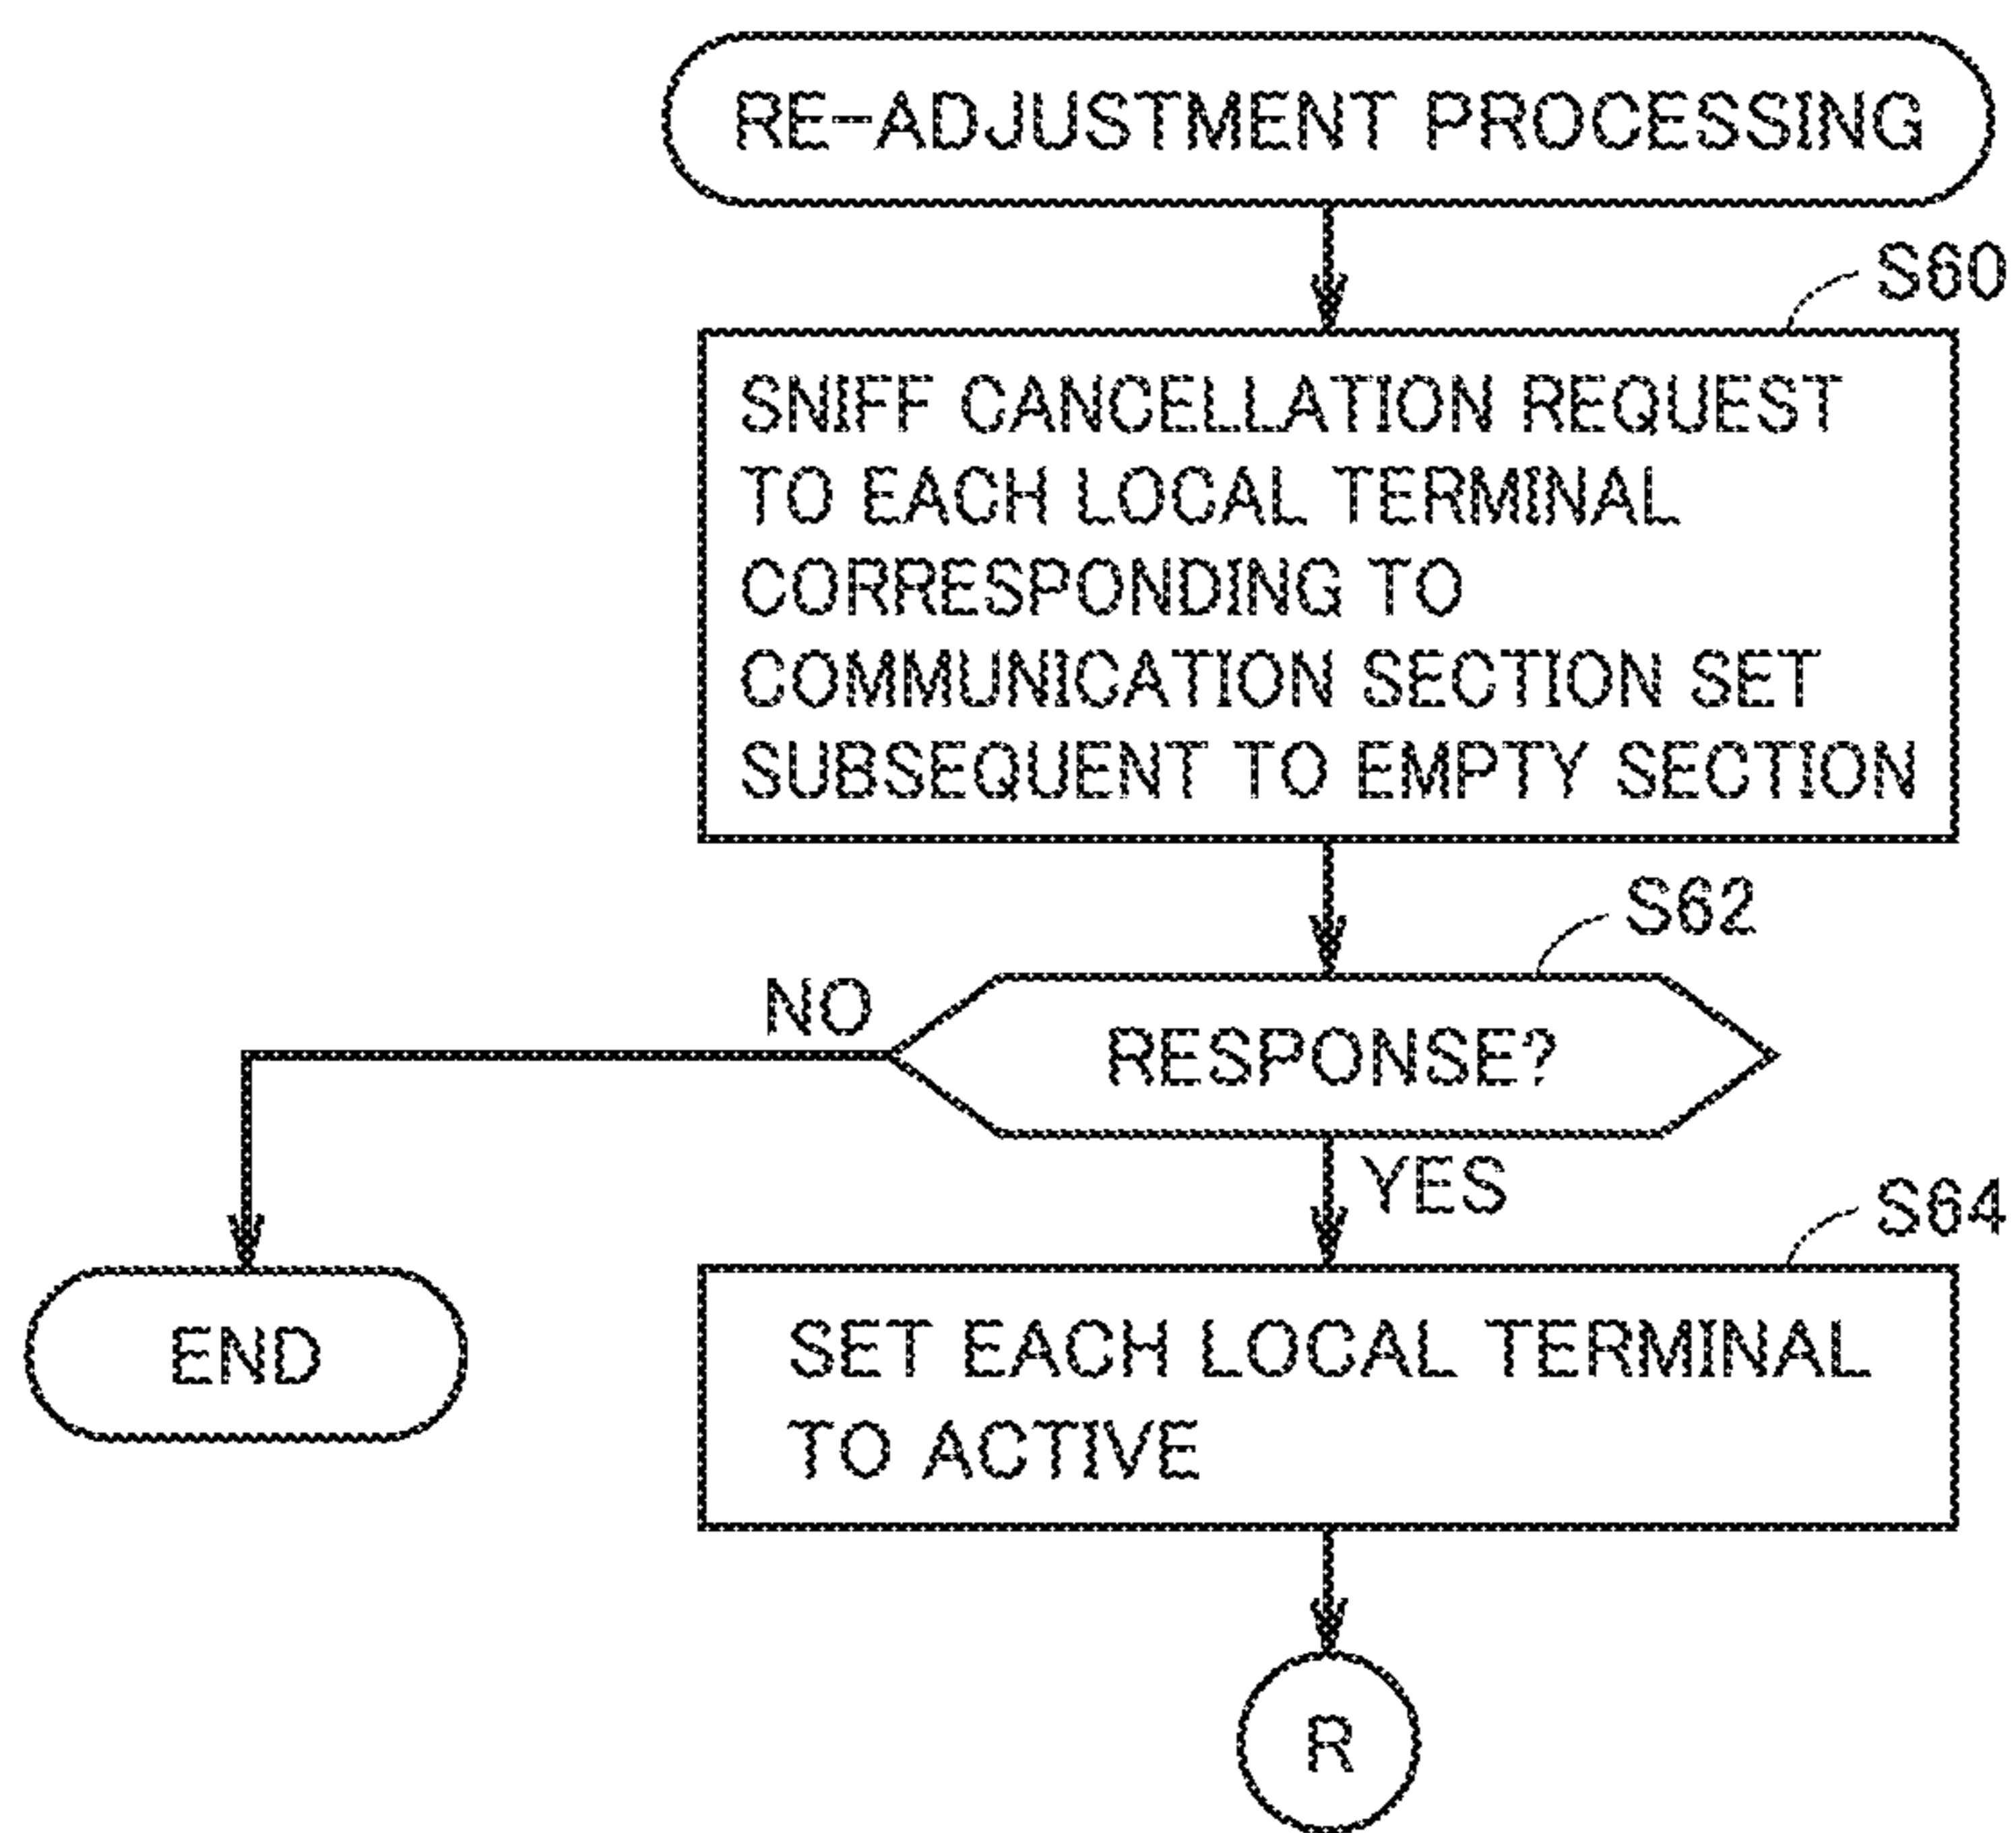 RE-ADJUSTMENT PROCESSING
S60
SNIFF CANCELLATION REQUEST
TO EACH LOCAL TERMINAL
CORRESPONDING TO
COMMUNICATION SECTION SET
SUBSEQUENT TO EMPTY SECTION
S62
NO
RESPONSE?
YES
S64
END
SET EACH LOCAL TERMINAL
TO ACTIVE
R